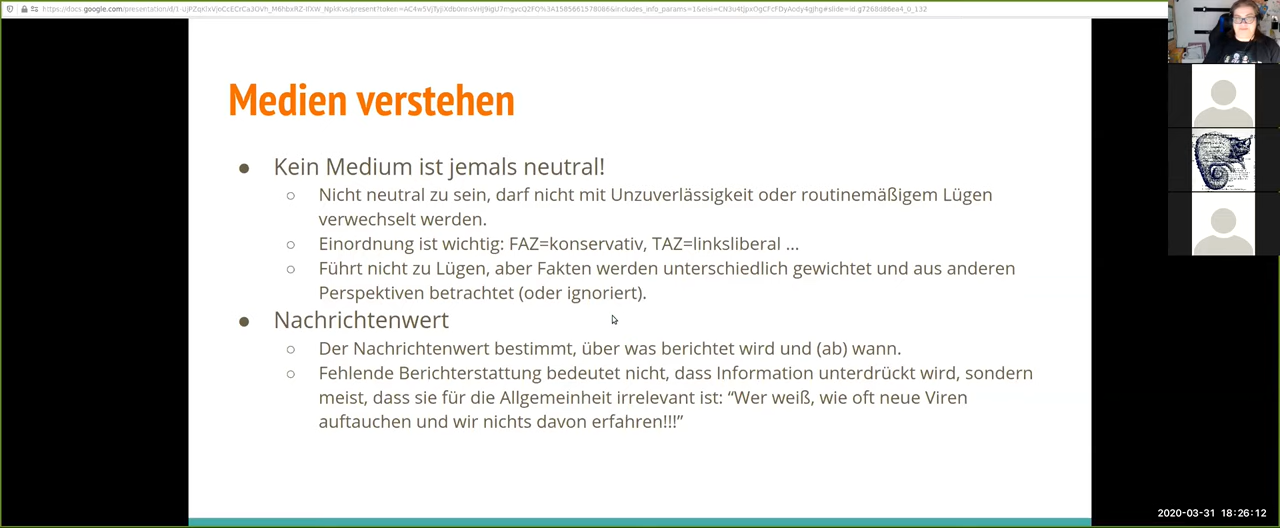 Medien verstehen
● Kein Medium ist jemals neutral!
○ Nicht neutral zu sein, darf nicht mit Unzuverlässigkeit oder routinemäßigem Lügen
verwechselt werden.
○ Einordnung ist wichtig: FAZ=konservativ, TAZ=linksliberal ...
○ Führt nicht zu Lügen, aber Fakten werden unterschiedlich gewichtet und aus anderen
Perspektiven betrachtet (oder ignoriert).
● Nachrichtenwert
○ Der Nachrichtenwert bestimmt, über was berichtet wird und (ab) wann.
○ Fehlende Berichterstattung bedeutet nicht, dass Information unterdrückt wird, sondern
meist, dass sie für die Allgemeinheit irrelevant ist: “Wer weiß, wie oft neue Viren
auftauchen und wir nichts davon erfahren!!!”
2020-03-31 18:26:12